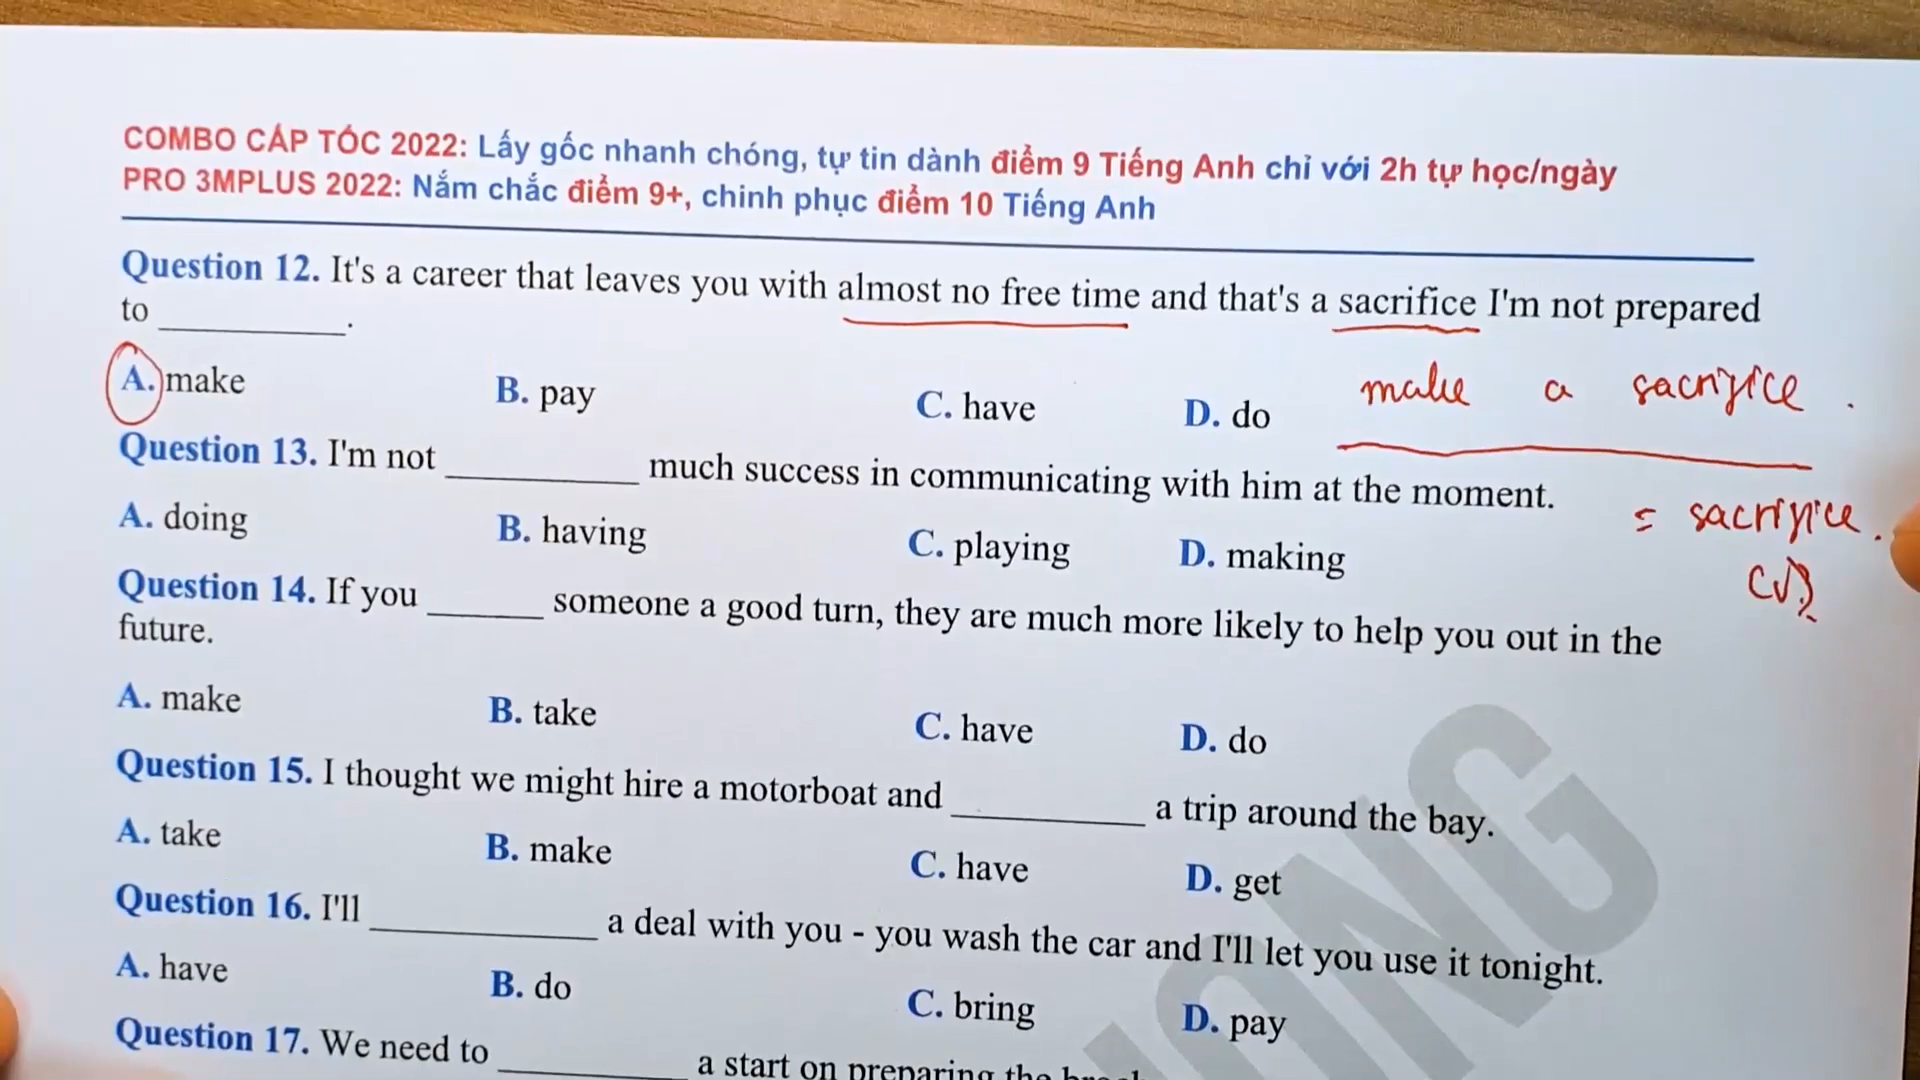 COMBO CẤP TỐC 2022: Lấy gốc nhanh chóng, tự tin dành điểm 9 Tiếng Anh chỉ với 2h tự học/ngày
PRO 3MPLUS 2022: Nắm chắc điểm 9+, chinh phục điểm 10 Tiếng Anh
Question 12. It's a career that leaves you with almost no free time and that's a sacrifice I'm not prepared
to __________.
A. make B. pay C. have D. do
make a sacrifice.
Question 13. I'm not __________ much success in communicating with him at the moment.
= sacrifice.
(v)
A. doing B. having C. playing D. making
Question 14. If you ______ someone a good turn, they are much more likely to help you out in the
future.
A. make B. take C. have D. do
Question 15. I thought we might hire a motorboat and __________ a trip around the bay.
A. take B. make C. have D. get
Question 16. I'll ____________ a deal with you - you wash the car and I'll let you use it tonight.
A. have B. do C. bring D. pay
Question 17. We need to __________ a start on preparing the
ONG